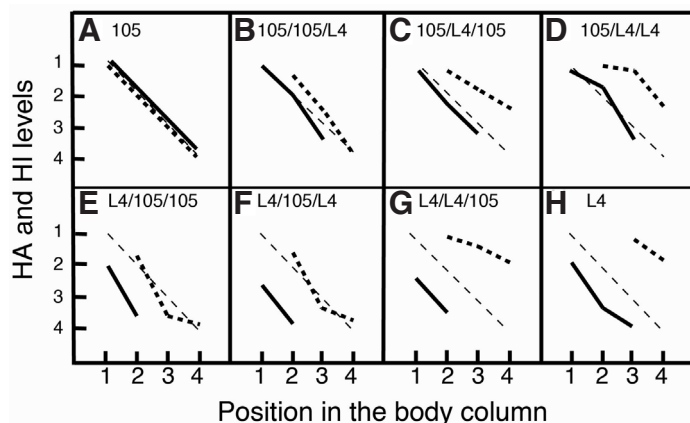 A 105
B 105/105/L4
C 105/L4/105
D 105/L4/L4
1
2
3
4
HA and HI levels
E L4/105/105
F L4/105/L4
G L4/L4/105
H L4
1
2
3
4
1 2 3 4 1 2 3 4 1 2 3 4 1 2 3 4
Position in the body column